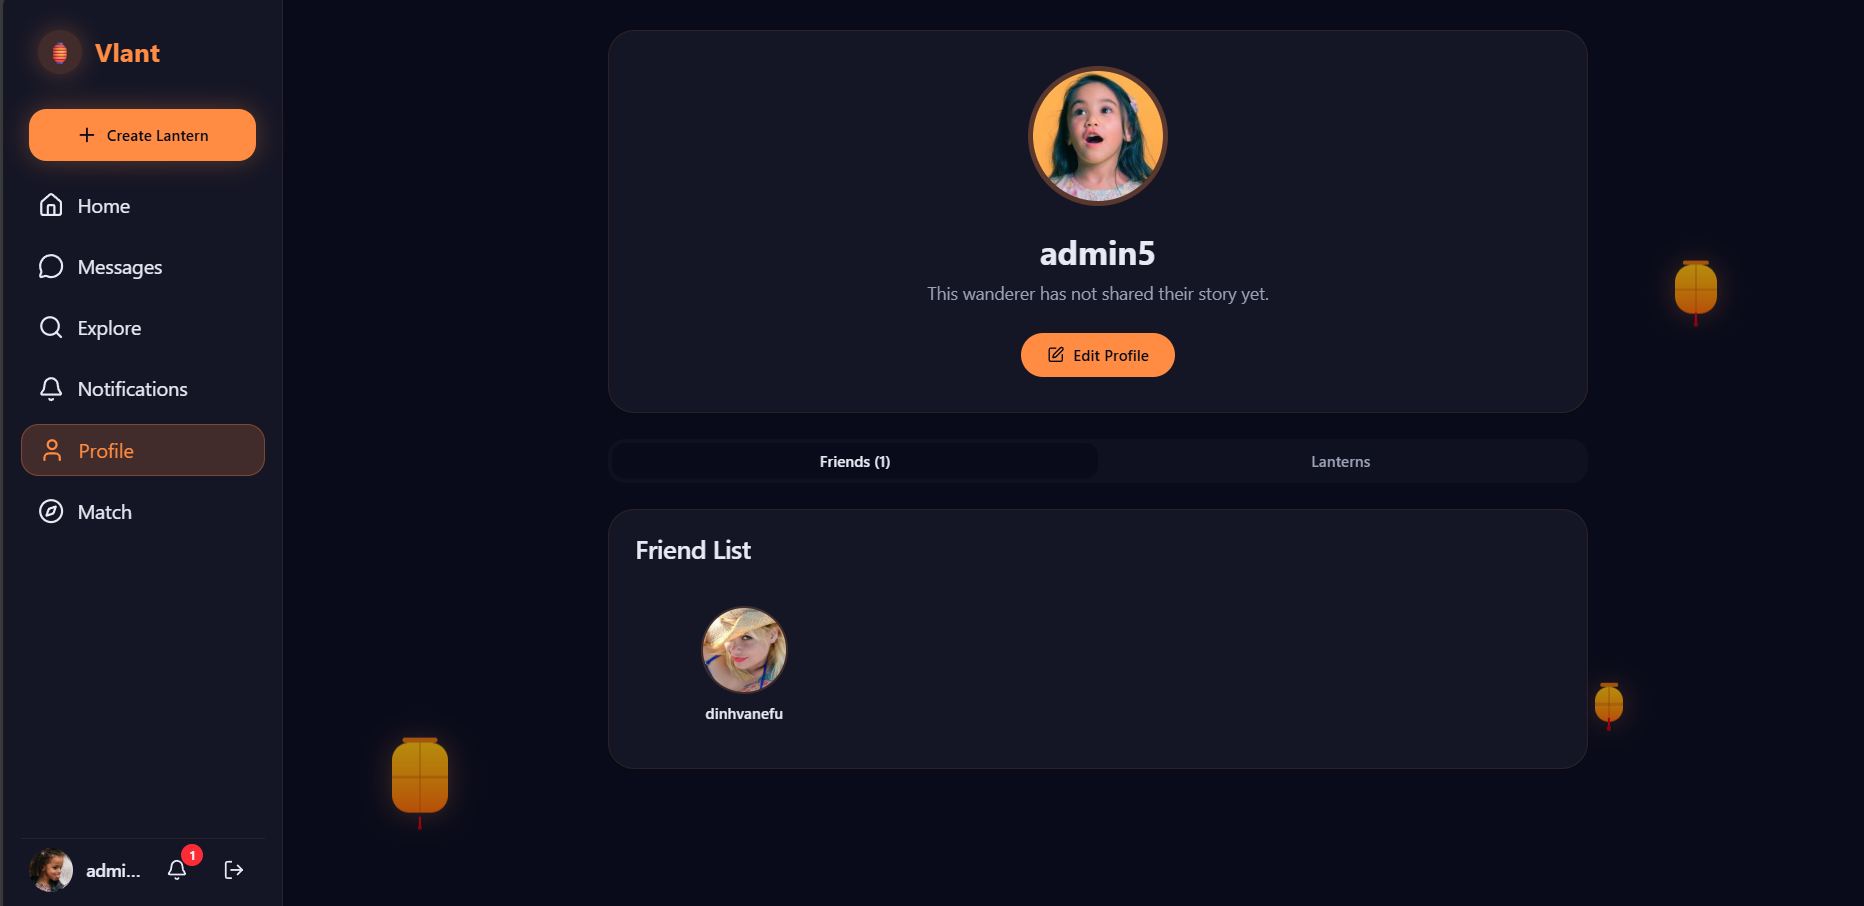 Vlant
Create Lantern
Home
Messages
Explore
Notifications
Profile
Match
admi...
1
admin5
This wanderer has not shared their story yet.
Edit Profile
Friends (1)
Lanterns
Friend List
dinhvanefu